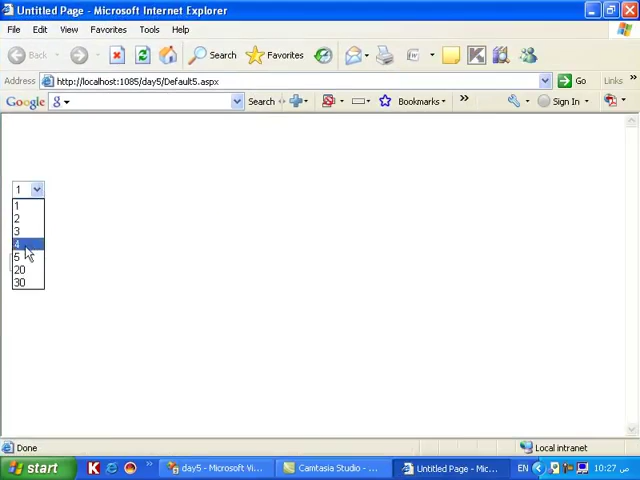 Untitled Page - Microsoft Internet Explorer
File Edit View Favorites Tools Help
Back Search Favorites
Address http://localhost:1085/day5/Default5.aspx Go Links »
Google g Search Bookmarks » Sign In
1
1
2
3
4
5
20
30
Done Local intranet
start K » day5 - Microsoft Vi... Camtasia Studio - ... Untitled Page - Mic... EN 10:27 ص